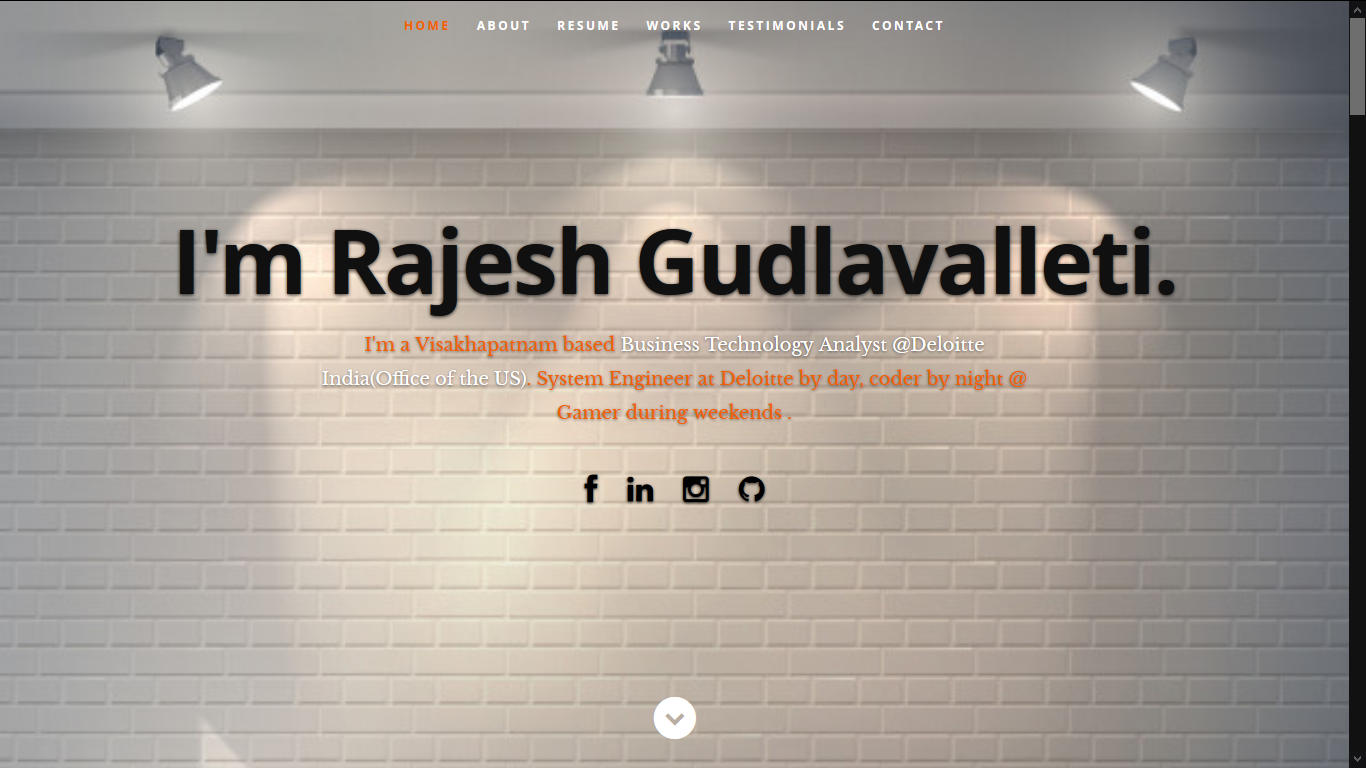 HOME ABOUT RESUME WORKS TESTIMONIALS CONTACT
I'm Rajesh Gudlavalleti.
I'm a Visakhapatnam based Business Technology Analyst @Deloitte
India(Office of the US). System Engineer at Deloitte by day, coder by night @
Gamer during weekends .